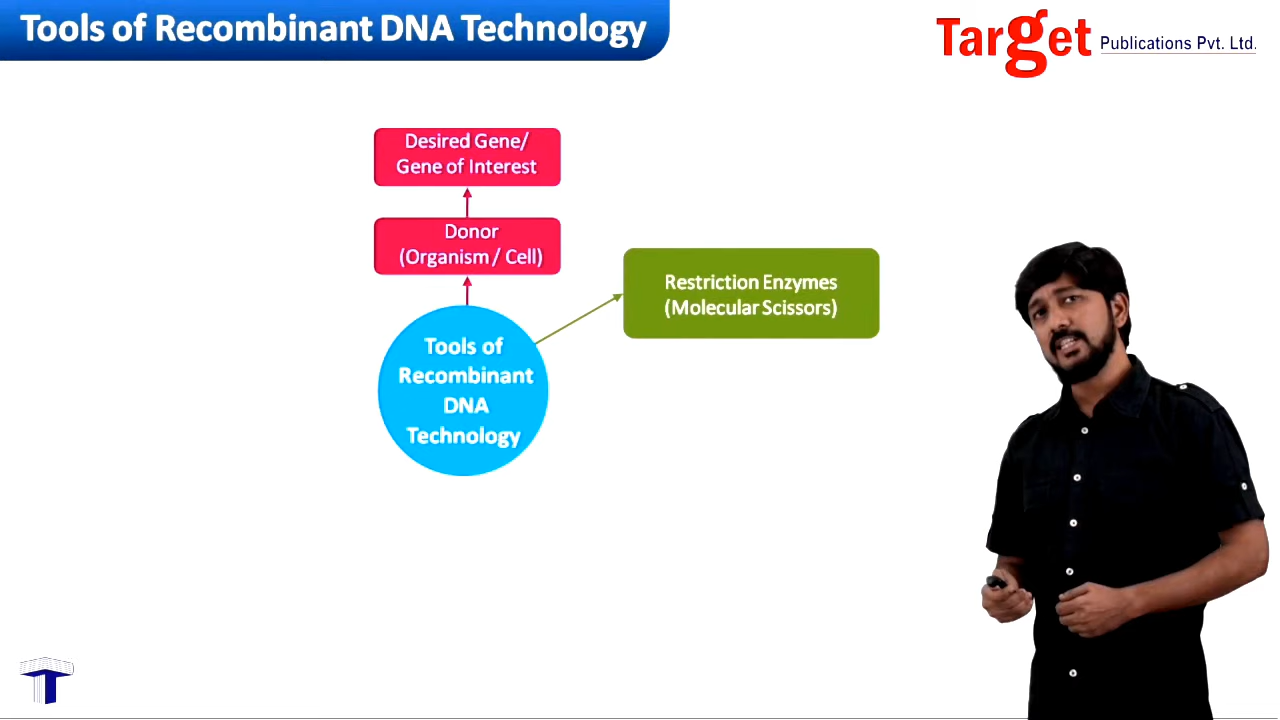 Tools of Recombinant DNA Technology
Target Publications Pvt. Ltd.
Desired Gene/
Gene of Interest
Donor
(Organism / Cell)
Restriction Enzymes
(Molecular Scissors)
Tools of
Recombinant
DNA
Technology
T